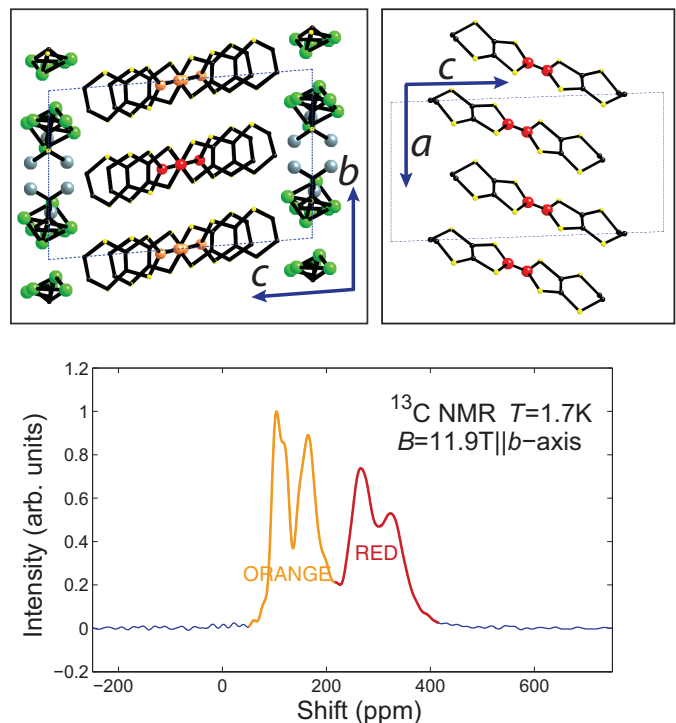 b
c
c
a
1.2
1
0.8
0.6
0.4
0.2
0
−0.2
Intensity (arb. units)
¹³C NMR T=1.7K
B=11.9T||b−axis
ORANGE
RED
−200 0 200 400 600
Shift (ppm)